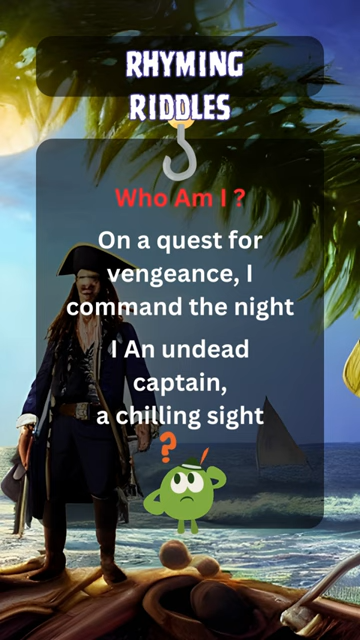 RHYMING
RIDDLES
Who Am I ?
On a quest for
vengeance, I
command the night
I An undead
captain,
a chilling sight
?